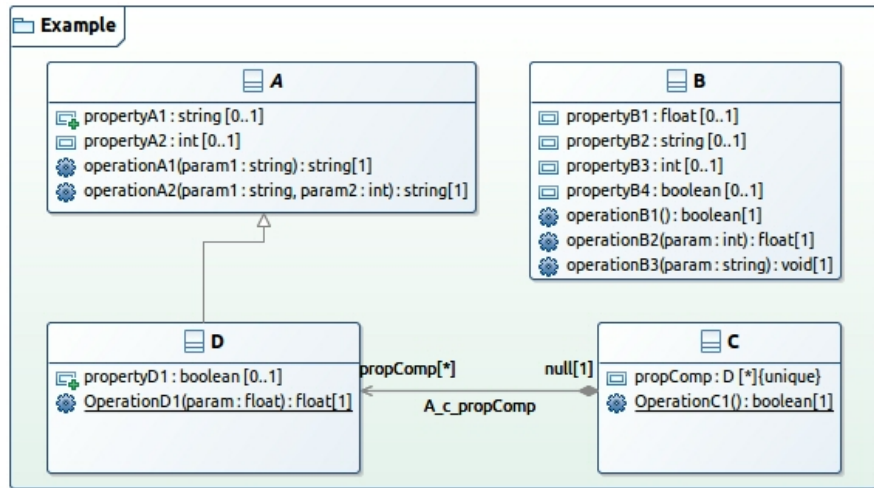 Example
A
propertyA1 : string [0..1]
propertyA2 : int [0..1]
operationA1(param1 : string) : string[1]
operationA2(param1 : string, param2 : int) : string[1]
B
propertyB1 : float [0..1]
propertyB2 : string [0..1]
propertyB3 : int [0..1]
propertyB4 : boolean [0..1]
operationB1() : boolean[1]
operationB2(param : int) : float[1]
operationB3(param : string) : void[1]
D
propertyD1 : boolean [0..1]
OperationD1(param : float) : float[1]
propComp[*]
null[1]
A_c_propComp
C
propComp : D [*]{unique}
OperationC1() : boolean[1]